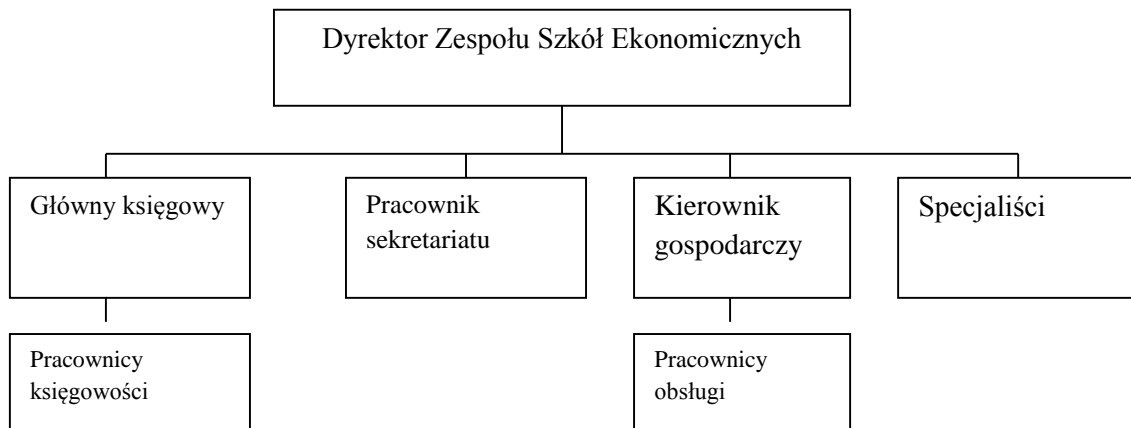 Dyrektor Zespołu Szkół Ekonomicznych
Główny księgowy
Pracownik
sekretariatu
Kierownik
gospodarczy
Specjaliści
Pracownicy
księgowości
Pracownicy
obsługi